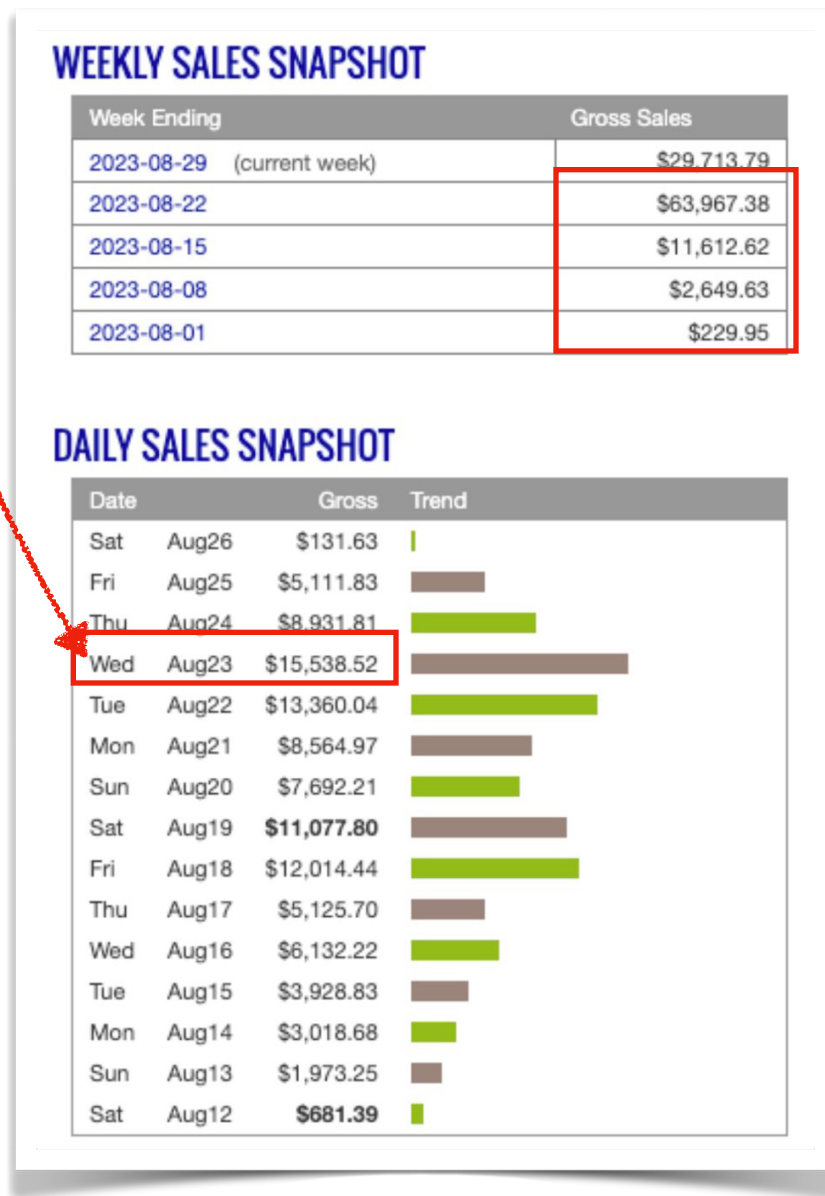 WEEKLY SALES SNAPSHOT
Week Ending Gross Sales
2023-08-29 (current week) $29,713.79
2023-08-22 $63,967.38
2023-08-15 $11,612.62
2023-08-08 $2,649.63
2023-08-01 $229.95
DAILY SALES SNAPSHOT
Date Gross Trend
Sat Aug26 $131.63
Fri Aug25 $5,111.83
Thu Aug24 $8,931.81
Wed Aug23 $15,538.52
Tue Aug22 $13,360.04
Mon Aug21 $8,564.97
Sun Aug20 $7,692.21
Sat Aug19 $11,077.80
Fri Aug18 $12,014.44
Thu Aug17 $5,125.70
Wed Aug16 $6,132.22
Tue Aug15 $3,928.83
Mon Aug14 $3,018.68
Sun Aug13 $1,973.25
Sat Aug12 $681.39